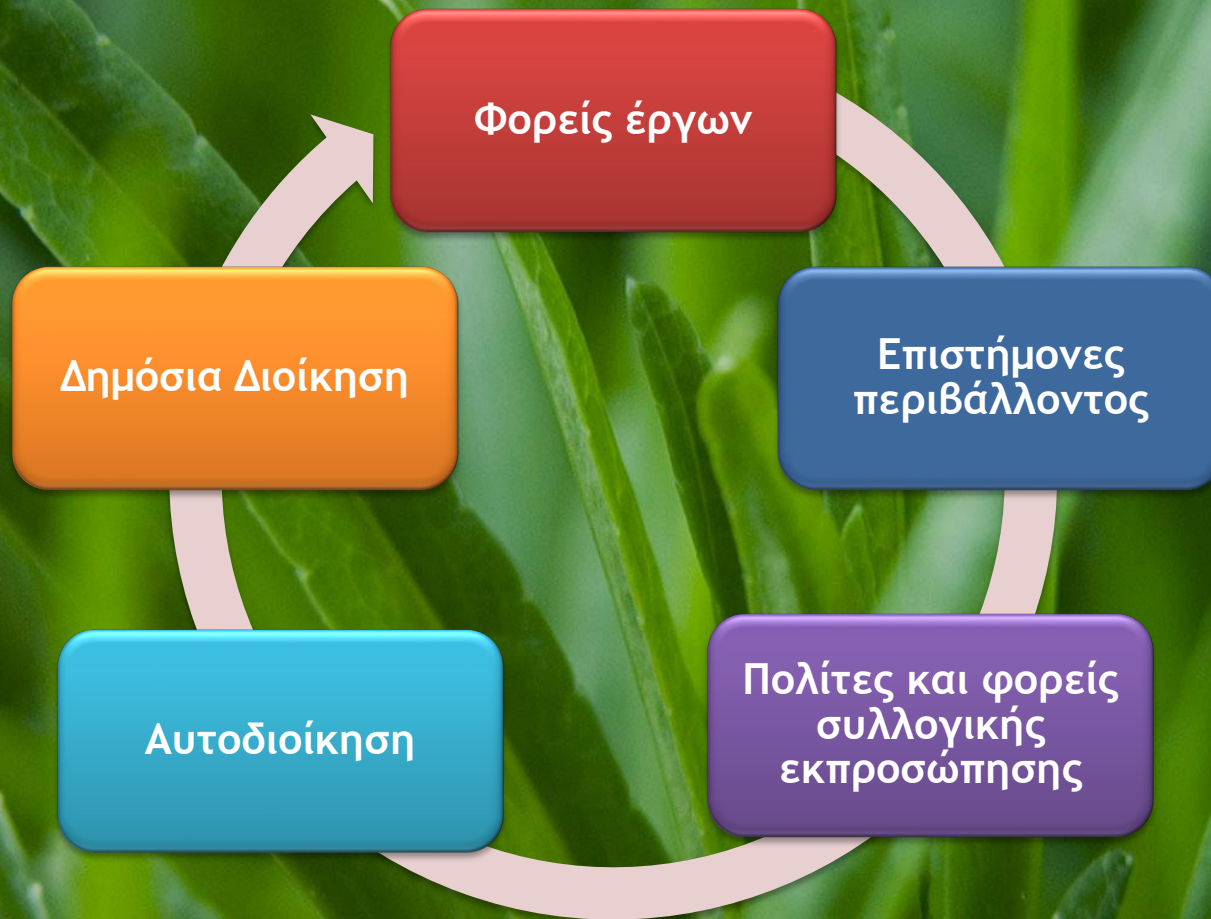 Φορείς έργων
Επιστήμονες
περιβάλλοντος
Πολίτες και φορείς
συλλογικής
εκπροσώπησης
Αυτοδιοίκηση
Δημόσια Διοίκηση